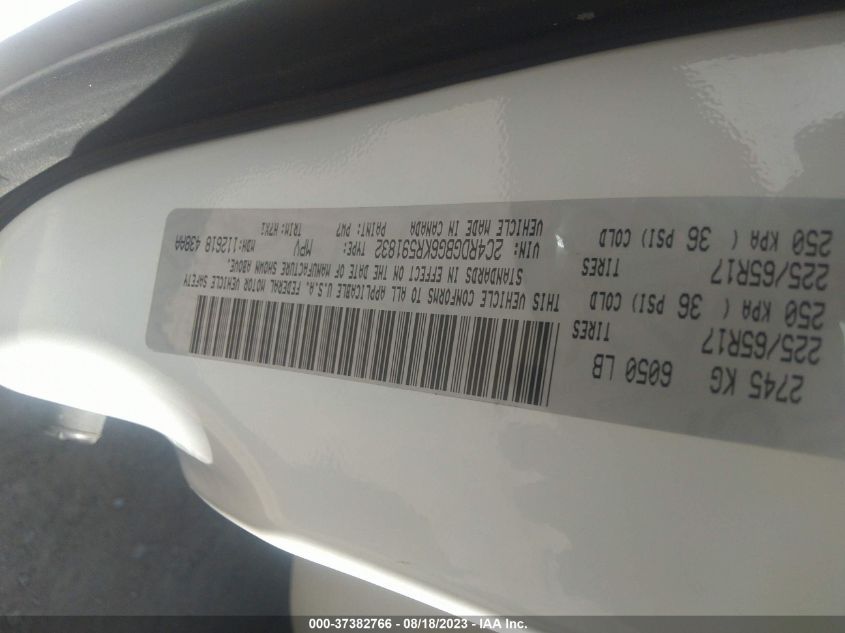 2745 KG 6050 LB
225/65R17 TIRES
250 KPA ( 36 PSI) COLD
225/65R17 TIRES
250 KPA ( 36 PSI) COLD
THIS VEHICLE CONFORMS TO ALL APPLICABLE U.S.A. FEDERAL MOTOR VEHICLE SAFETY
STANDARDS IN EFFECT ON THE DATE OF MANUFACTURE SHOWN ABOVE.
VIN: 2C4RDGBG6KR591832 TYPE: MPV MDH:112618 430AA
VEHICLE MADE IN CANADA PAINT: PW7 TRIM:H7X1
000-37382766 - 08/18/2023 - IAA Inc.